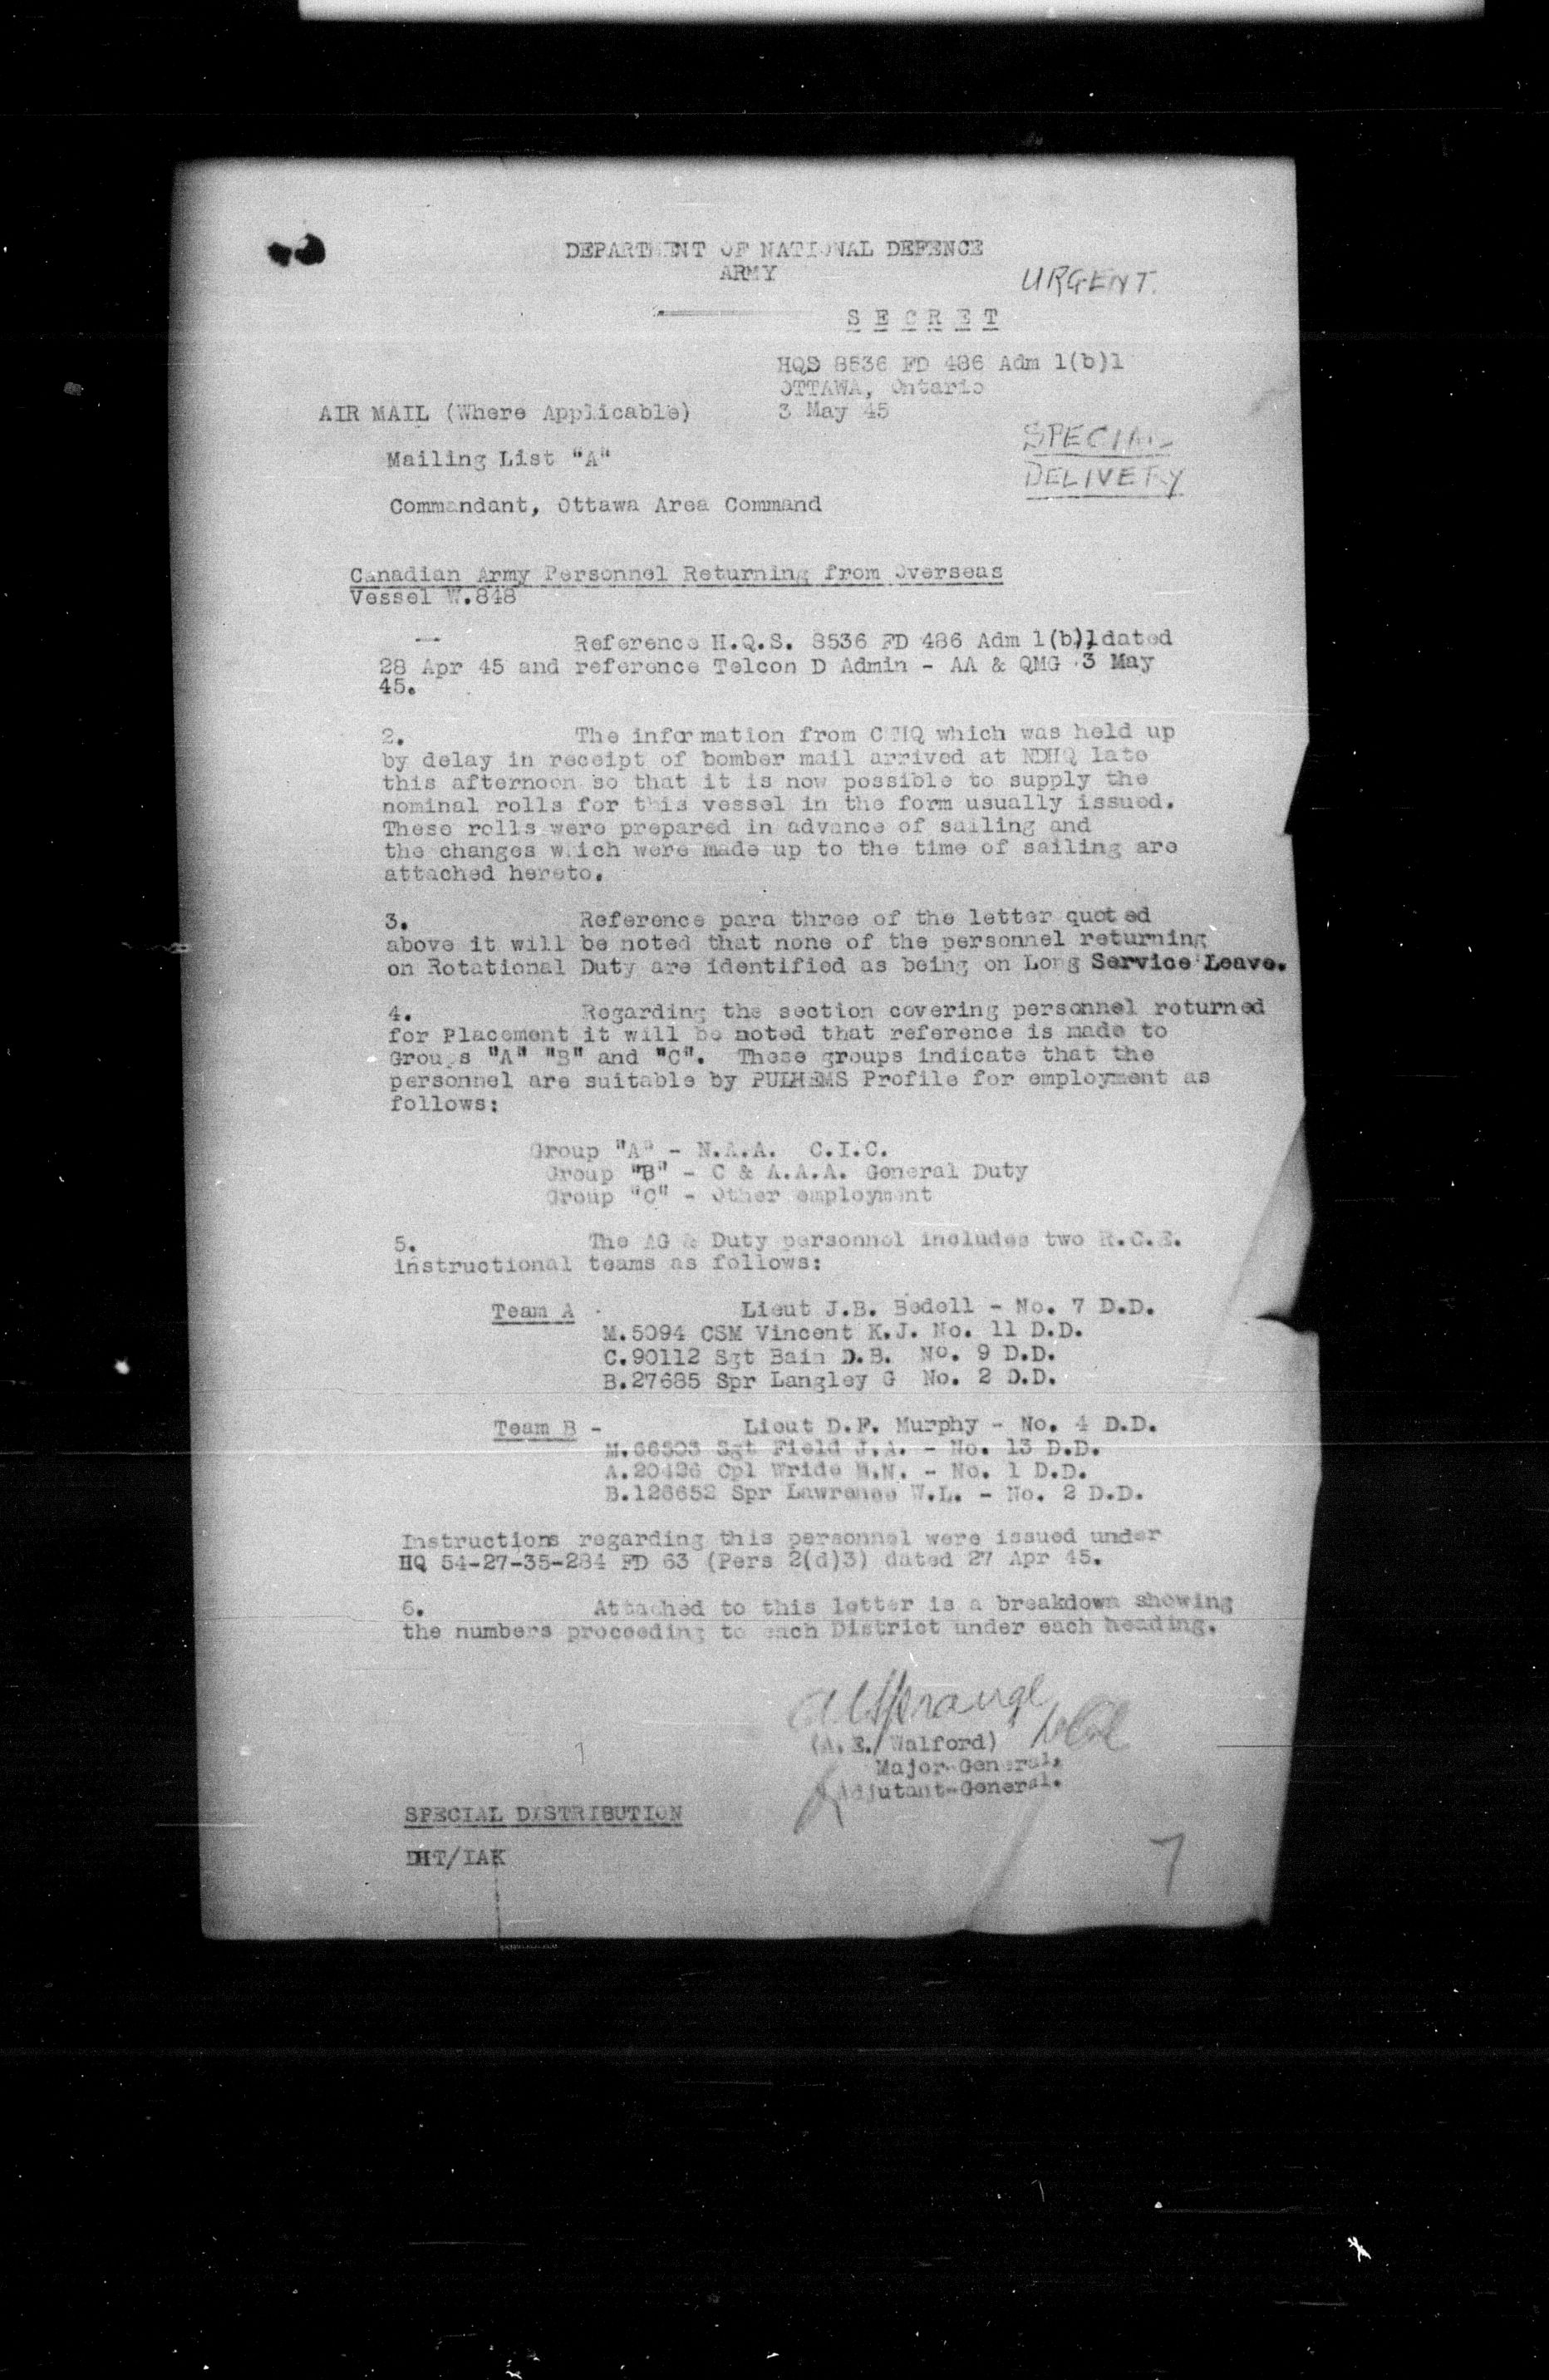 DEPARTMENT OF NATIONAL DEFENCE
ARMY
URGENT.
S E C R E T
HQS 8536 FD 486 Adm 1(b)1
OTTAWA, Ontario
AIR MAIL (Where Applicable)
3 May 45
SPECIAL
DELIVERY
Mailing List "A"
Commandant, Ottawa Area Command
Canadian Army Personnel Returning from Overseas
Vessel W.848
Reference H.Q.S. 8536 FD 486 Adm 1(b)1dated
28 Apr 45 and reference Telcon D Admin - AA & QMG 3 May
45.
2. The information from CMHQ which was held up
by delay in receipt of bomber mail arrived at NDHQ late
this afternoon so that it is now possible to supply the
nominal rolls for this vessel in the form usually issued.
These rolls were prepared in advance of sailing and
the changes which were made up to the time of sailing are
attached hereto.
3. Reference para three of the letter quoted
above it will be noted that none of the personnel returning
on Rotational Duty are identified as being on Long Service Leave.
4. Regarding the section covering personnel returned
for Placement it will be noted that reference is made to
Groups "A" "B" and "C". These groups indicate that the
personnel are suitable by PULHEMS Profile for employment as
follows:
Group "A" - N.A.A. C.I.C.
Group "B" - C & A.A.A. General Duty
Group "C" - Other employment
5. The AG & Duty personnel includes two R.C.E.
instructional teams as follows:
Team A Lieut J.B. Bedell - No. 7 D.D.
M.5094 CSM Vincent K.J. No. 11 D.D.
C.90112 Sgt Bain D.B. No. 9 D.D.
B.27685 Spr Langley G No. 2 D.D.
Team B - Lieut D.F. Murphy - No. 4 D.D.
M.66503 Sgt Field J.A. - No. 13 D.D.
A.20436 Cpl Wride H.N. - No. 1 D.D.
B.126652 Spr Lawrence W.L. - No. 2 D.D.
Instructions regarding this personnel were issued under
HQ 54-27-35-284 FD 63 (Pers 2(d)3) dated 27 Apr 45.
6. Attached to this letter is a breakdown showing
the numbers proceeding to each District under each heading.
(A.E. Walford)
Major-General,
Adjutant-General.
SPECIAL DISTRIBUTION
DHT/IAK
7